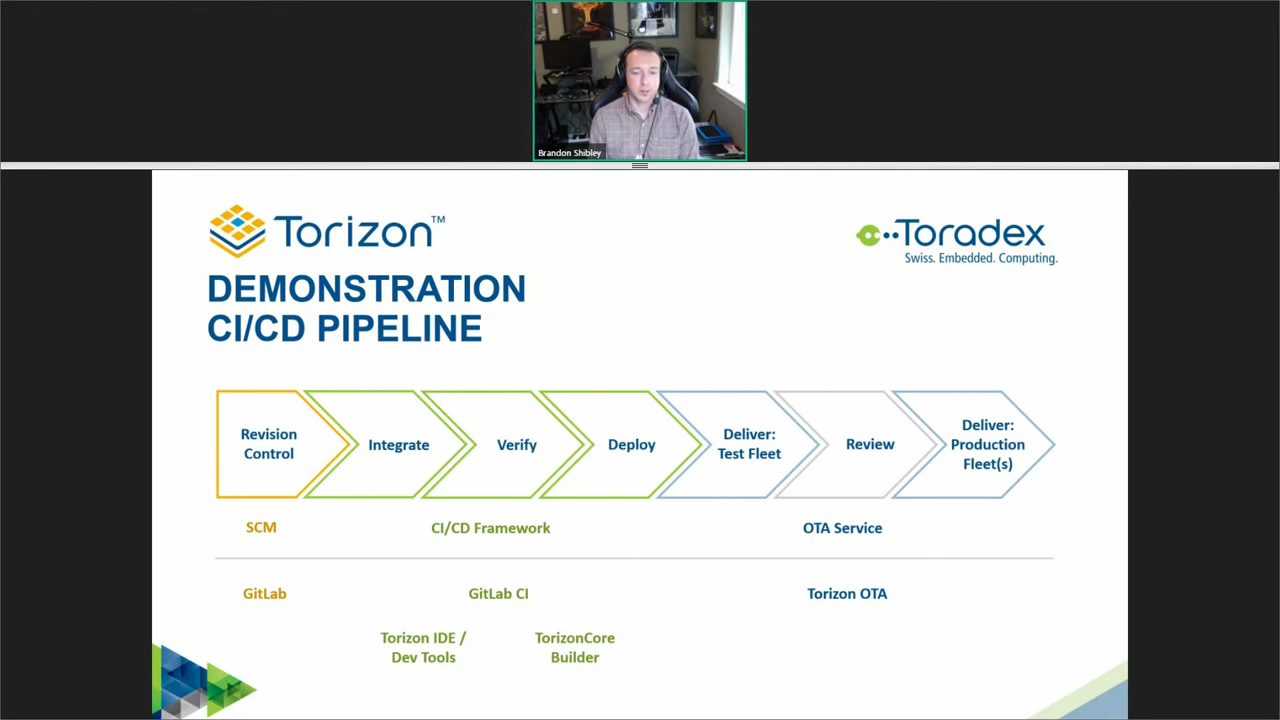 Brandon Shibley
Torizon™
Toradex
Swiss. Embedded. Computing.
DEMONSTRATION
CI/CD PIPELINE
Revision
Control
Integrate
Verify
Deploy
Deliver:
Test Fleet
Review
Deliver:
Production
Fleet(s)
SCM
CI/CD Framework
OTA Service
GitLab
GitLab CI
Torizon OTA
Torizon IDE /
Dev Tools
TorizonCore
Builder